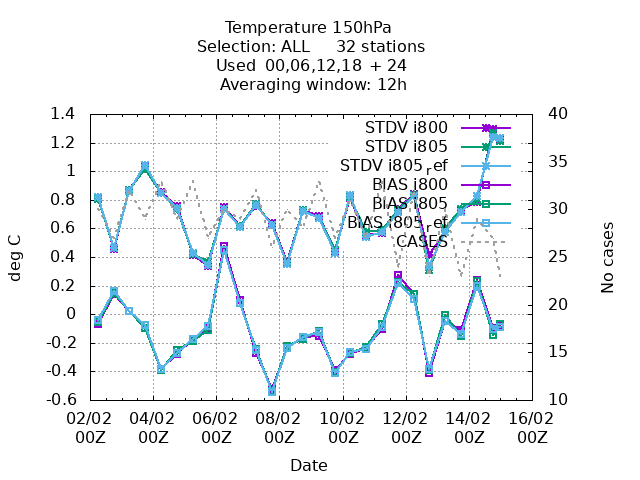 Temperature 150hPa
Selection: ALL 32 stations
Used 00,06,12,18 + 24
Averaging window: 12h
1.4
1.2
1
0.8
0.6
0.4
0.2
0
-0.2
-0.4
-0.6
deg C
40
35
30
25
20
15
10
No cases
STDV i800
STDV i805
STDV i805ref
BIAS i800
BIAS i805
BIAS i805ref
CASES
02/02 04/02 06/02 08/02 10/02 12/02 14/02 16/02
00Z 00Z 00Z 00Z 00Z 00Z 00Z 00Z
Date